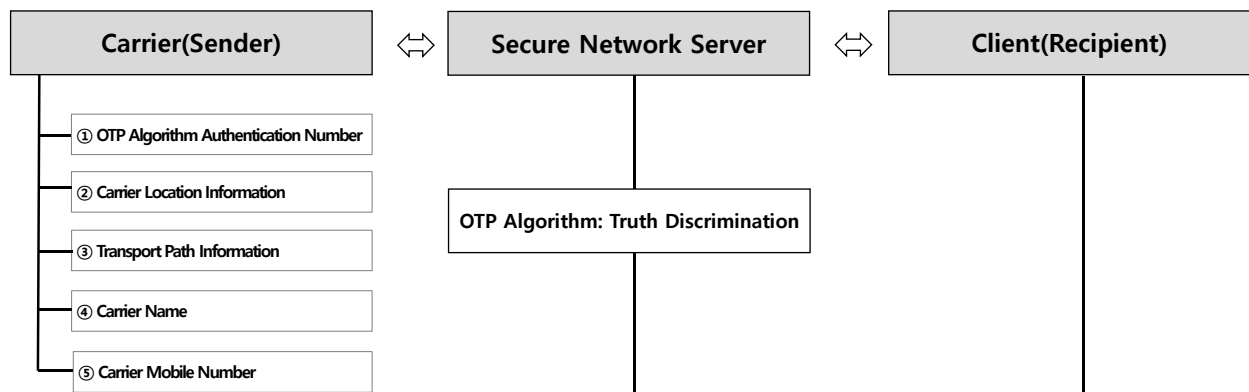 Carrier(Sender)
Secure Network Server
Client(Recipient)
① OTP Algorithm Authentication Number
② Carrier Location Information
OTP Algorithm: Truth Discrimination
③ Transport Path Information
④ Carrier Name
⑤ Carrier Mobile Number